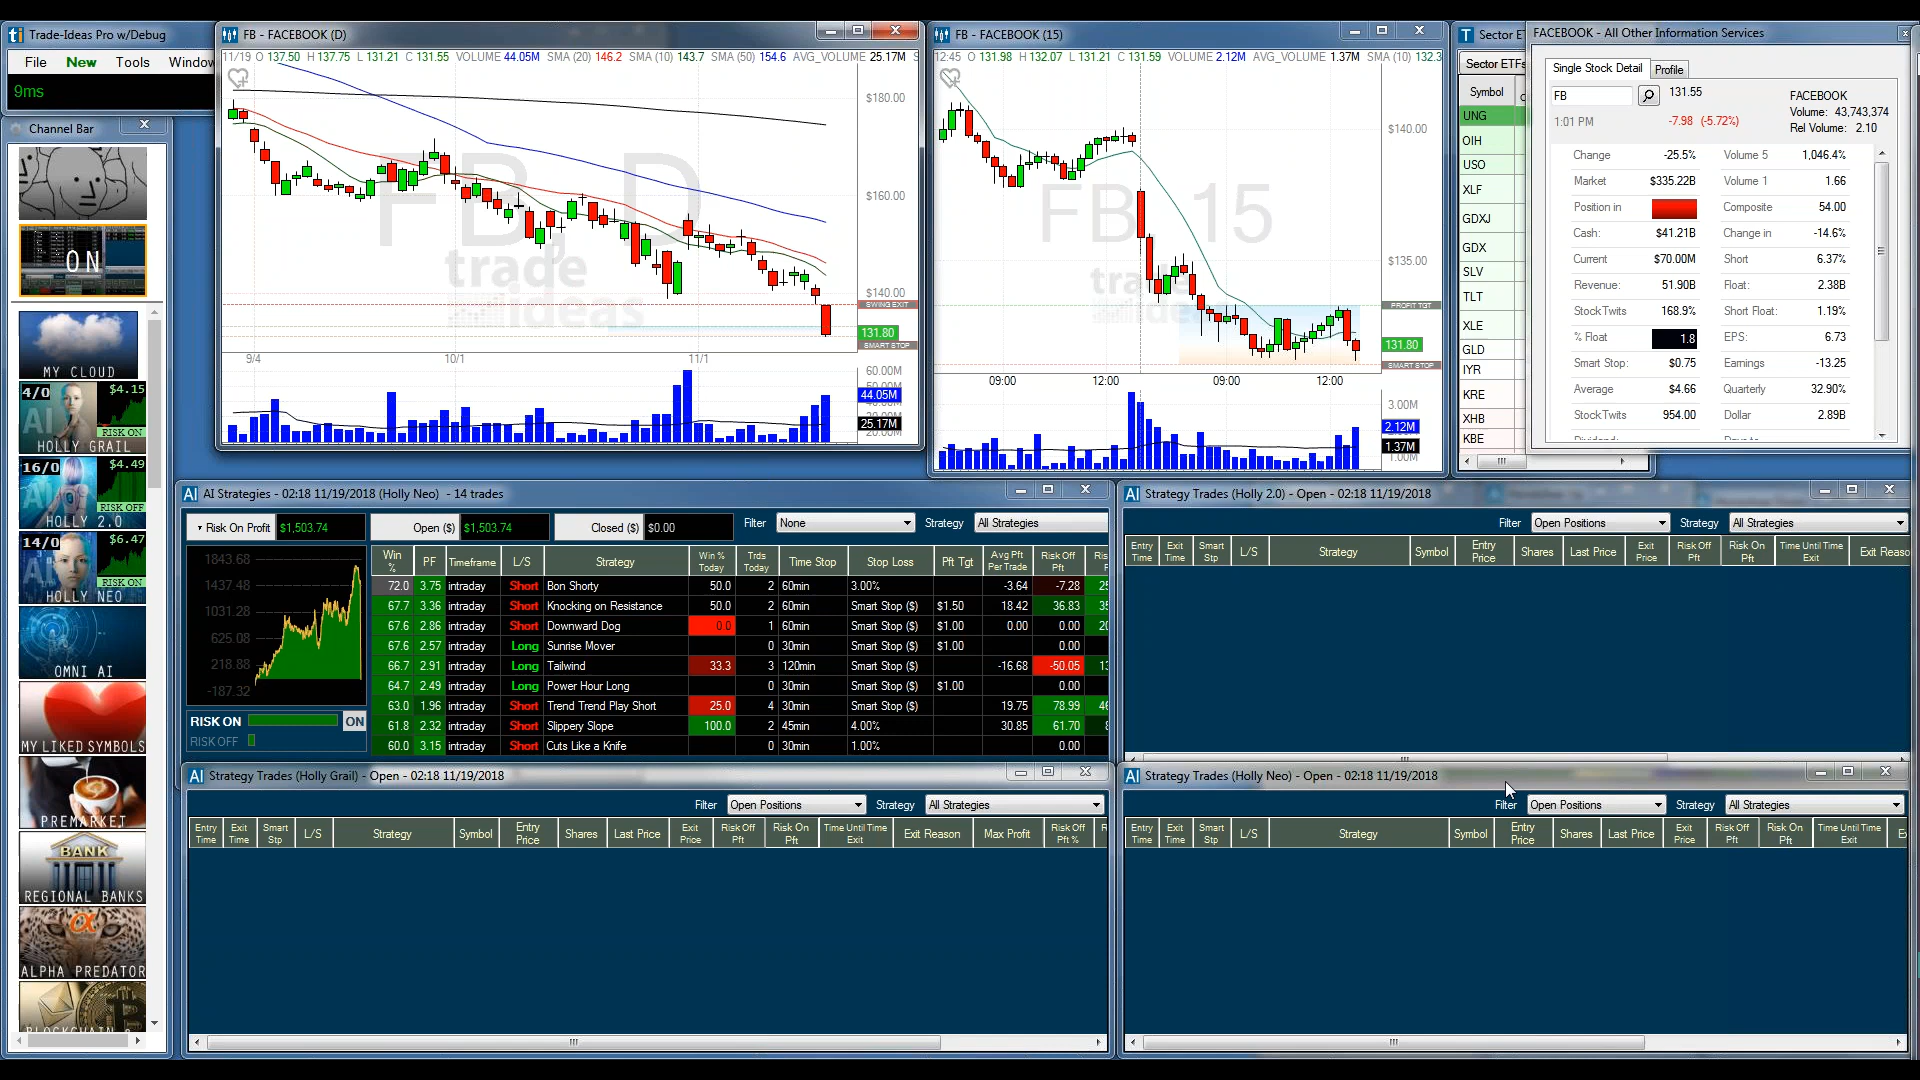 Trade-Ideas Pro w/Debug
File New Tools Window
9ms
Channel Bar
ON
MY CLOUD
4/0 $4.15
AI
RISK ON
HOLLY GRAIL
16/0 $4.49
AI
RISK OFF
HOLLY 2.0
14/0 $6.47
AI
RISK ON
HOLLY NEO
OMNI AI
MY LIKED SYMBOLS
PREMARKET
BANK
REGIONAL BANKS
α
ALPHA PREDATOR
FB - FACEBOOK (D)
11/19 O 137.50 H 137.75 L 131.21 C 131.55 VOLUME 44.05M SMA (20) 146.2 SMA (10) 143.7 SMA (50) 154.6 AVG_VOLUME 25.17M S
FB D
trade
ideas
$180.00
$160.00
$140.00
SWING EXIT
131.80
SMART STOP
9/4 10/1 11/1
60.00M
44.05M
25.17M
20.00M
FB - FACEBOOK (15)
12:45 O 131.98 H 132.07 L 131.21 C 131.59 VOLUME 2.12M AVG_VOLUME 1.37M SMA (10) 132.3
FB 15
$140.00
$135.00
PROFIT TGT
131.80
SMART STOP
09:00 12:00 09:00 12:00
3.00M
2.12M
1.37M
1.00M
Sector ET
Sector ETFs
Symbol
UNG
OIH
USO
XLF
GDXJ
GDX
SLV
TLT
XLE
GLD
IYR
KRE
XHB
KBE
FACEBOOK - All Other Information Services
Single Stock Detail Profile
FB 131.55 FACEBOOK
1:01 PM -7.98 (-5.72%) Volume: 43,743,374
Rel Volume: 2.10
Change -25.5% Volume 5 1,046.4%
Market $335.22B Volume 1 1.66
Position in Composite 54.00
Cash: $41.21B Change in -14.6%
Current $70.00M Short 6.37%
Revenue: 51.90B Float: 2.38B
StockTwits 168.9% Short Float: 1.19%
% Float 1.8 EPS: 6.73
Smart Stop: $0.75 Earnings -13.25
Average $4.66 Quarterly 32.90%
StockTwits 954.00 Dollar 2.89B
AI Strategies - 02:18 11/19/2018 (Holly Neo) - 14 trades
Risk On Profit $1,503.74 Open ($) $1,503.74 Closed ($) $0.00 Filter None Strategy All Strategies
1843.68
1437.48
1031.28
625.08
218.88
-187.32
RISK ON ON
RISK OFF
Win % PF Timeframe L/S Strategy Win % Today Trds Today Time Stop Stop Loss Pft Tgt Avg Pft Per Trade Risk Off Pft
72.0 3.75 intraday Short Bon Shorty 50.0 2 60min 3.00% -3.64 -7.28
67.7 3.36 intraday Short Knocking on Resistance 50.0 2 60min Smart Stop ($) $1.50 18.42 36.83
67.6 2.86 intraday Short Downward Dog 0.0 1 60min Smart Stop ($) $1.00 0.00 0.00
67.6 2.57 intraday Long Sunrise Mover 0 30min Smart Stop ($) $1.00 0.00
66.7 2.91 intraday Long Tailwind 33.3 3 120min Smart Stop ($) -16.68 -50.05
64.7 2.49 intraday Long Power Hour Long 0 30min Smart Stop ($) $1.00 0.00
63.0 1.96 intraday Short Trend Trend Play Short 25.0 4 30min Smart Stop ($) 19.75 78.99
61.8 2.32 intraday Short Slippery Slope 100.0 2 45min 4.00% 30.85 61.70
60.0 3.15 intraday Short Cuts Like a Knife 0 30min 1.00% 0.00
Strategy Trades (Holly 2.0) - Open - 02:18 11/19/2018
Filter Open Positions Strategy All Strategies
Entry Time Exit Time Smart Stp L/S Strategy Symbol Entry Price Shares Last Price Exit Price Risk Off Pft Risk On Pft Time Until Time Exit Exit Reaso
Strategy Trades (Holly Grail) - Open - 02:18 11/19/2018
Filter Open Positions Strategy All Strategies
Entry Time Exit Time Smart Stp L/S Strategy Symbol Entry Price Shares Last Price Exit Price Risk Off Pft Risk On Pft Time Until Time Exit Exit Reason Max Profit Risk Off Pft %
Strategy Trades (Holly Neo) - Open - 02:18 11/19/2018
Filter Open Positions Strategy All Strategies
Entry Time Exit Time Smart Stp L/S Strategy Symbol Entry Price Shares Last Price Exit Price Risk Off Pft Risk On Pft Time Until Time Exit